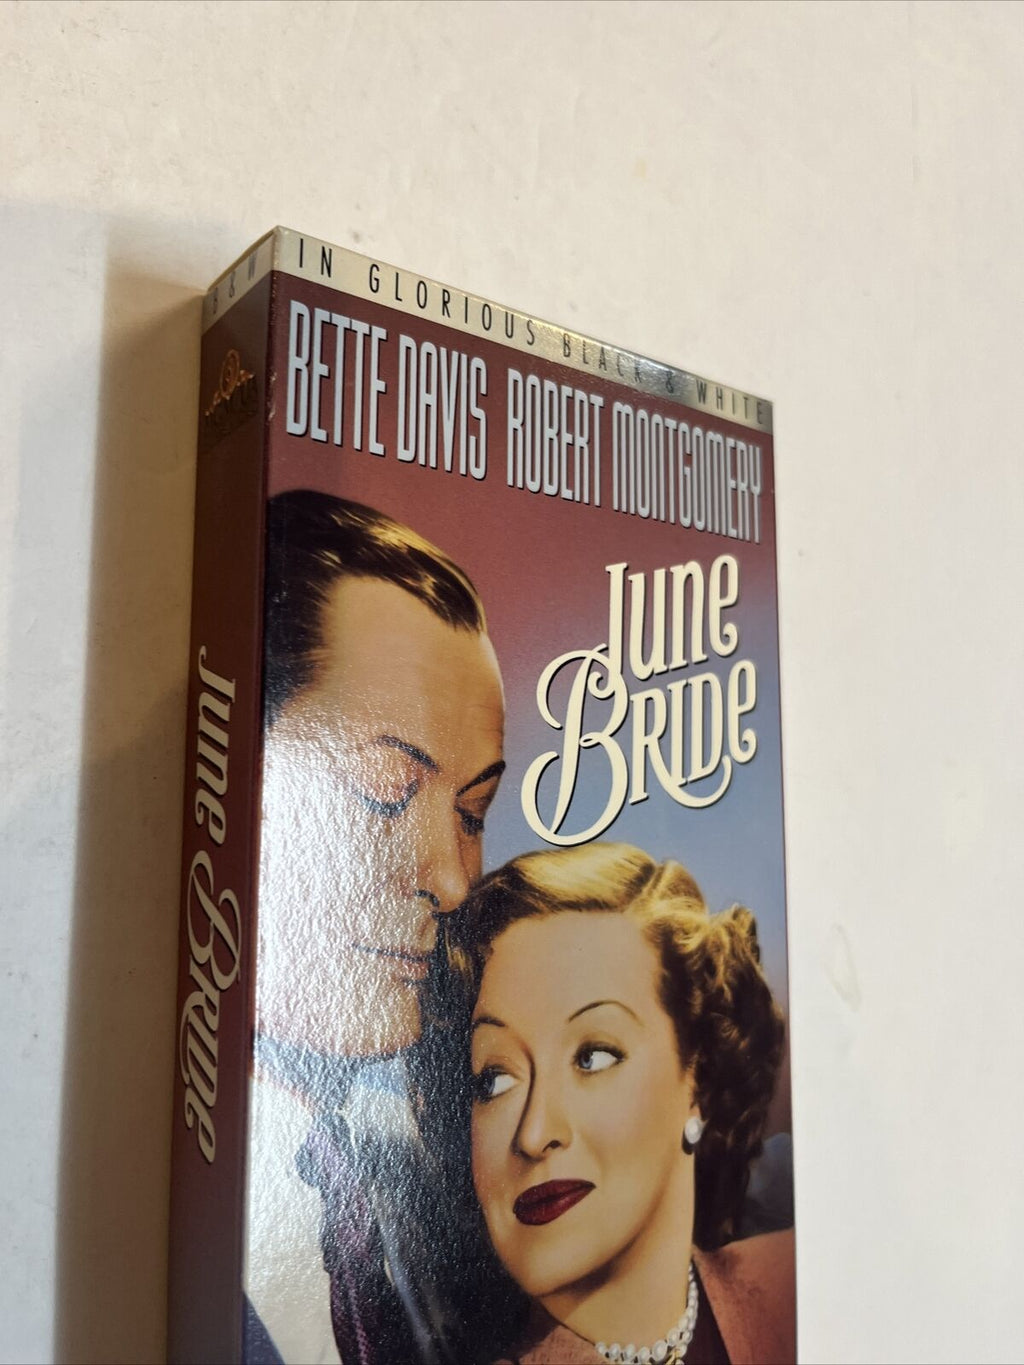 B & W
IN GLORIOUS BLACK & WHITE
BETTE DAVIS ROBERT MONTGOMERY
June
BRIDE
June BRIDE